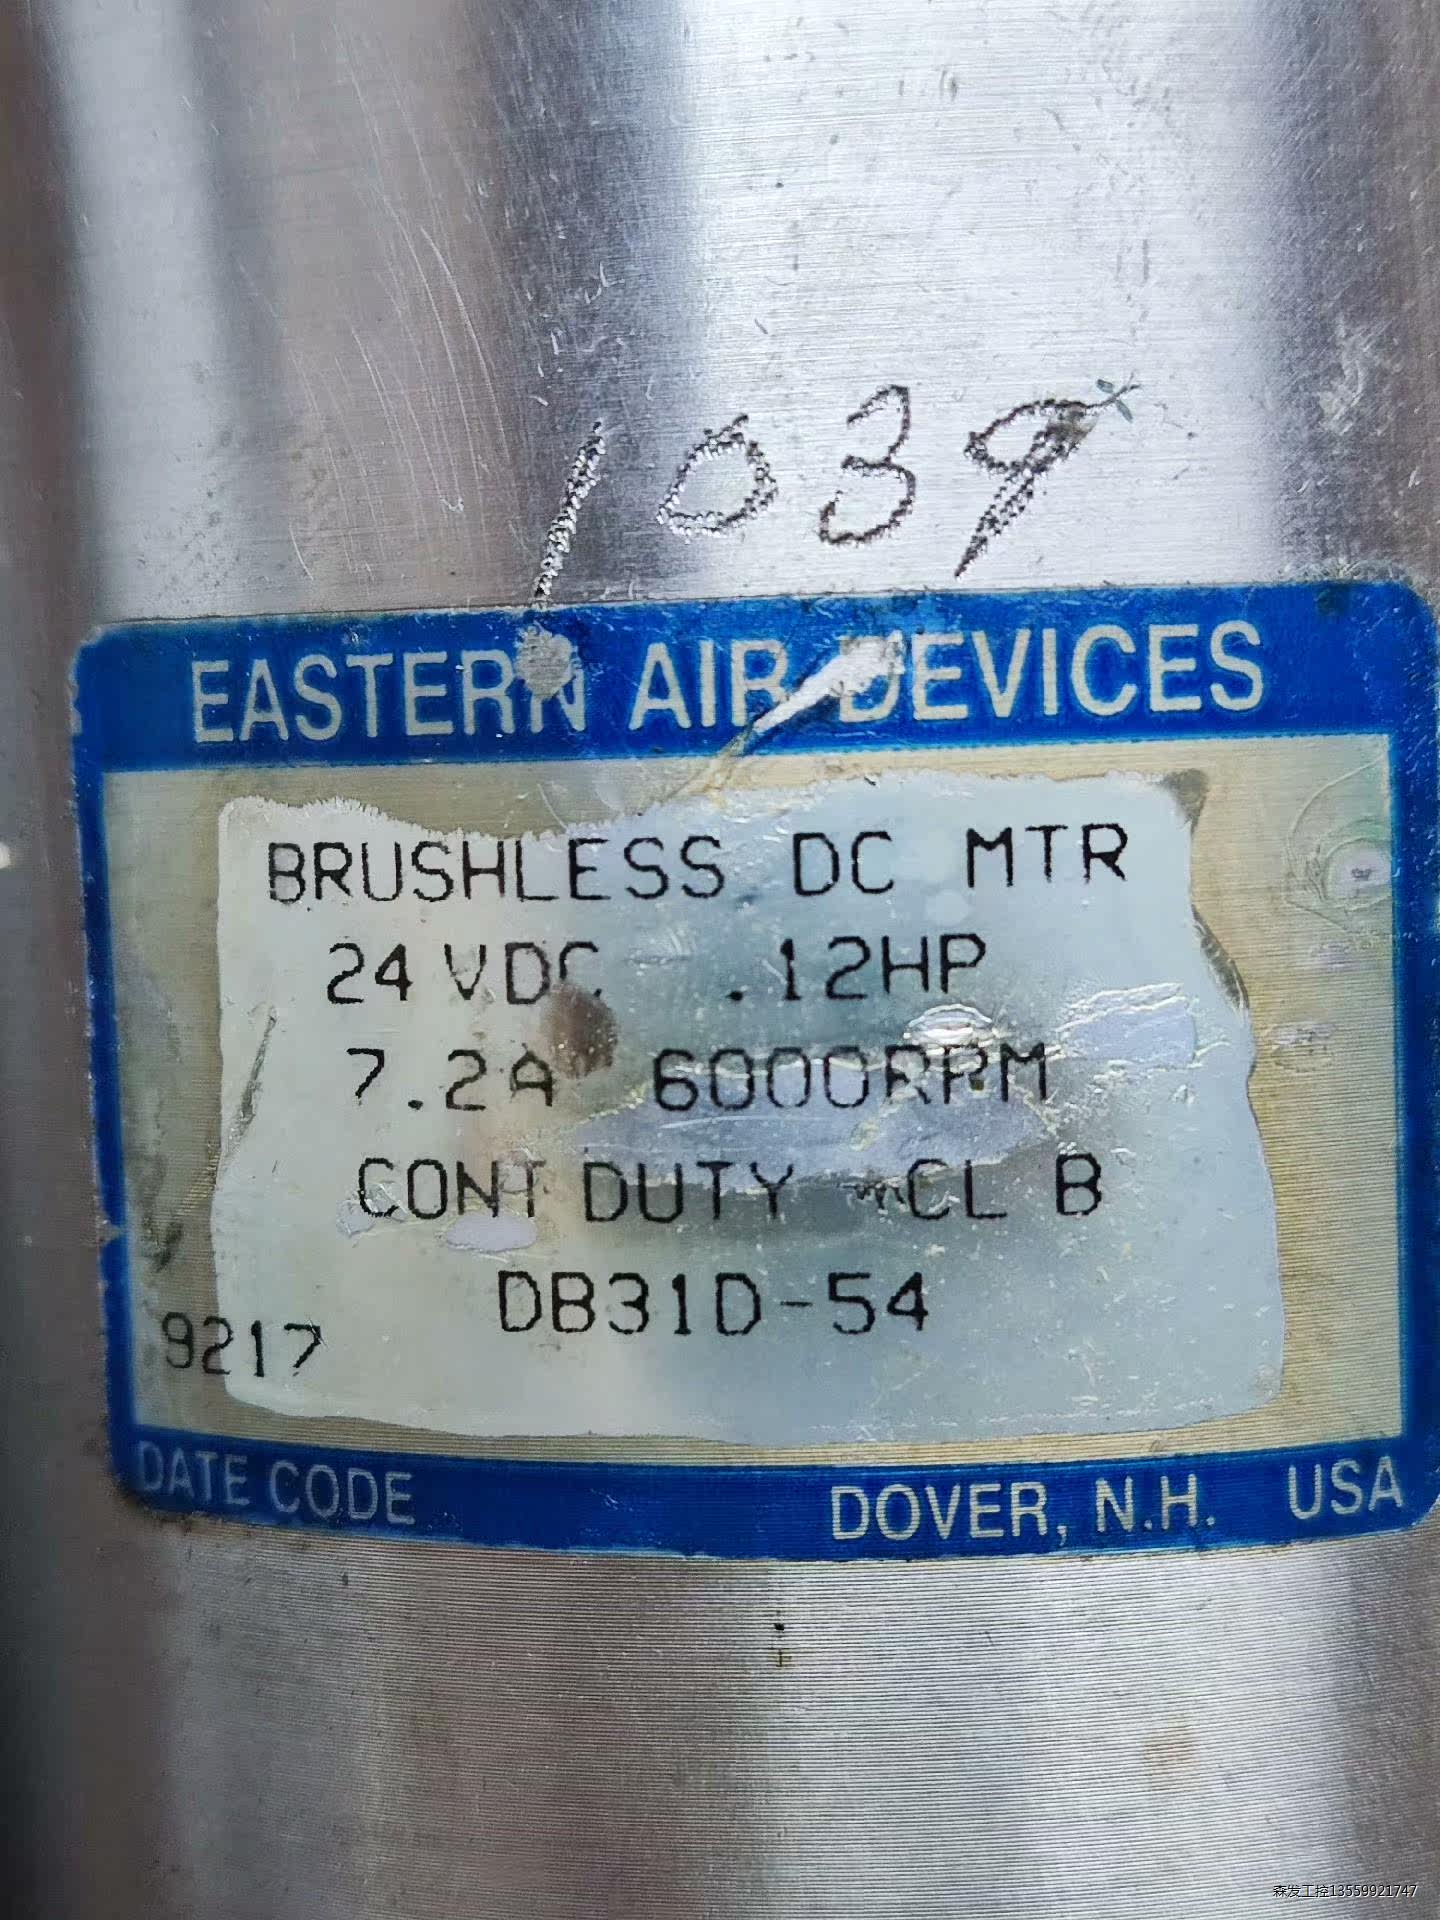 1039
EASTERN AIR DEVICES
BRUSHLESS DC MTR
24 VDC .12HP
7.2A 6000RPM
CONT DUTY CL B
DB31D-54
9217
DATE CODE DOVER, N.H. USA
森发工控13559921747